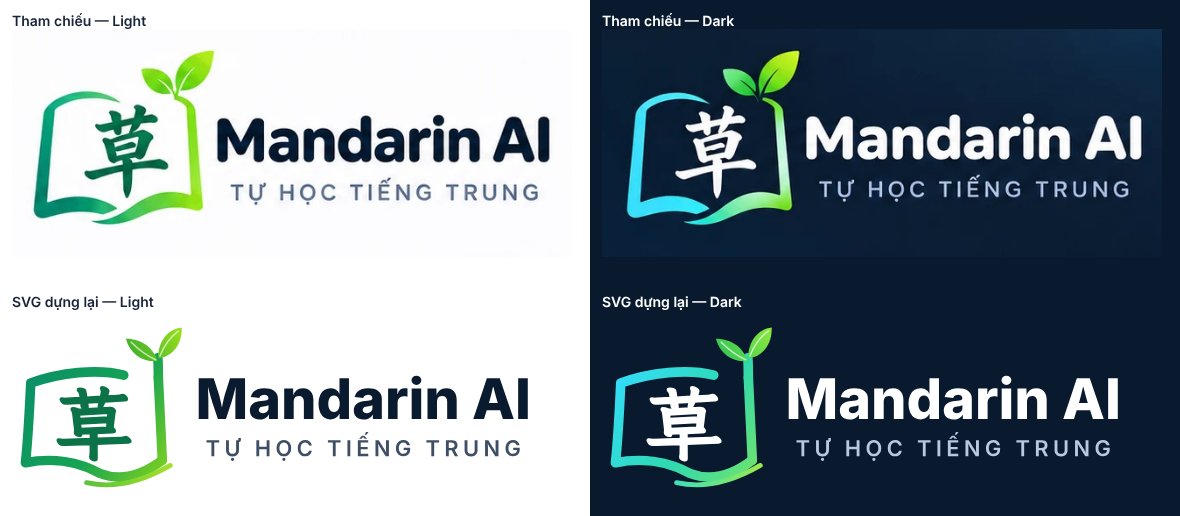 Tham chiếu — Light
草
Mandarin AI
TỰ HỌC TIẾNG TRUNG
Tham chiếu — Dark
草
Mandarin AI
TỰ HỌC TIẾNG TRUNG
SVG dựng lại — Light
草
Mandarin AI
TỰ HỌC TIẾNG TRUNG
SVG dựng lại — Dark
草
Mandarin AI
TỰ HỌC TIẾNG TRUNG